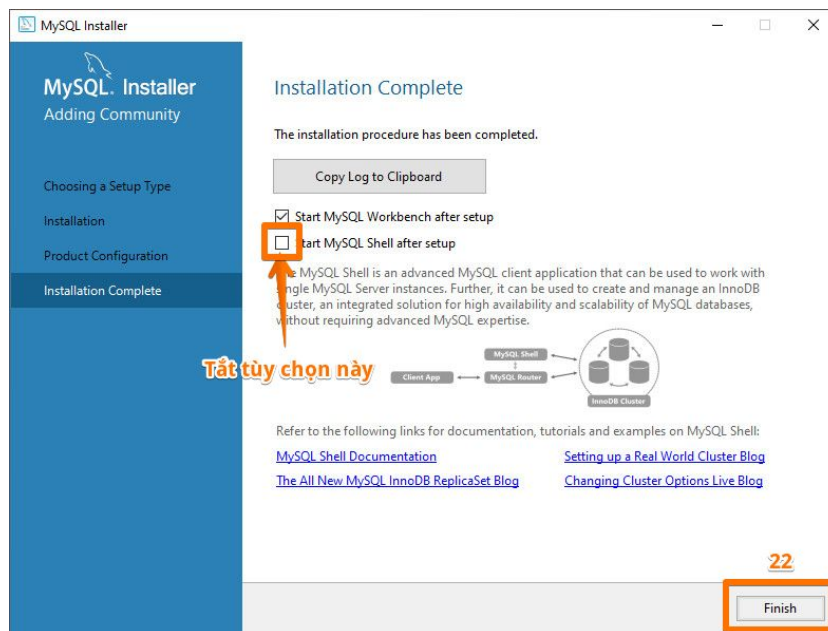 MySQL Installer
MySQL. Installer
Adding Community
Choosing a Setup Type
Installation
Product Configuration
Installation Complete
Installation Complete
The installation procedure has been completed.
Copy Log to Clipboard
Start MySQL Workbench after setup
Start MySQL Shell after setup
The MySQL Shell is an advanced MySQL client application that can be used to work with
single MySQL Server instances. Further, it can be used to create and manage an InnoDB
cluster, an integrated solution for high availability and scalability of MySQL databases,
without requiring advanced MySQL expertise.
Tắt tùy chọn này
MySQL Shell
Client App
MySQL Router
InnoDB Cluster
Refer to the following links for documentation, tutorials and examples on MySQL Shell:
MySQL Shell Documentation
Setting up a Real World Cluster Blog
The All New MySQL InnoDB ReplicaSet Blog
Changing Cluster Options Live Blog
22
Finish